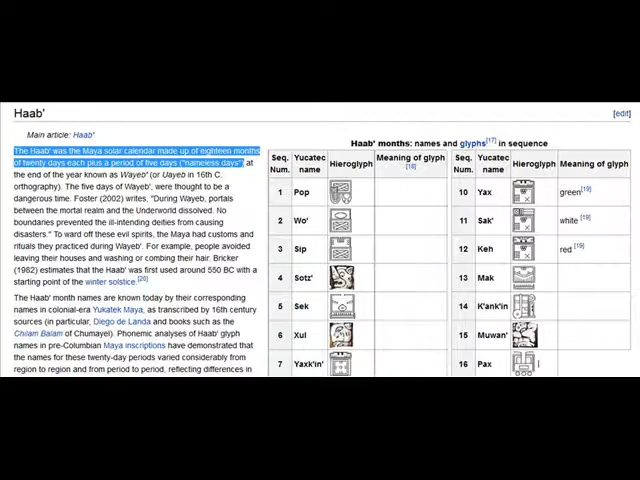 Haab'
[edit]
Main article: Haab'
The Haab' was the Maya solar calendar made up of eighteen months
of twenty days each plus a period of five days ("nameless days") at
the end of the year known as Wayeb' (or Uayeb in 16th C.
orthography). The five days of Wayeb', were thought to be a
dangerous time. Foster (2002) writes, "During Wayeb, portals
between the mortal realm and the Underworld dissolved. No
boundaries prevented the ill-intending deities from causing
disasters." To ward off these evil spirits, the Maya had customs and
rituals they practiced during Wayeb'. For example, people avoided
leaving their houses and washing or combing their hair. Bricker
(1982) estimates that the Haab' was first used around 550 BC with a
starting point of the winter solstice.[20]
The Haab' month names are known today by their corresponding
names in colonial-era Yukatek Maya, as transcribed by 16th century
sources (in particular, Diego de Landa and books such as the
Chilam Balam of Chumayel). Phonemic analyses of Haab' glyph
names in pre-Columbian Maya inscriptions have demonstrated that
the names for these twenty-day periods varied considerably from
region to region and from period to period, reflecting differences in
Haab' months: names and glyphs[17] in sequence
Seq. Num. Yucatec name Hieroglyph Meaning of glyph [18] Seq. Num. Yucatec name Hieroglyph Meaning of glyph
1 Pop 10 Yax green[19]
2 Wo' 11 Sak' white [19]
3 Sip 12 Keh red [19]
4 Sotz' 13 Mak
5 Sek 14 K'ank'in
6 Xul 15 Muwan'
7 Yaxk'in' 16 Pax